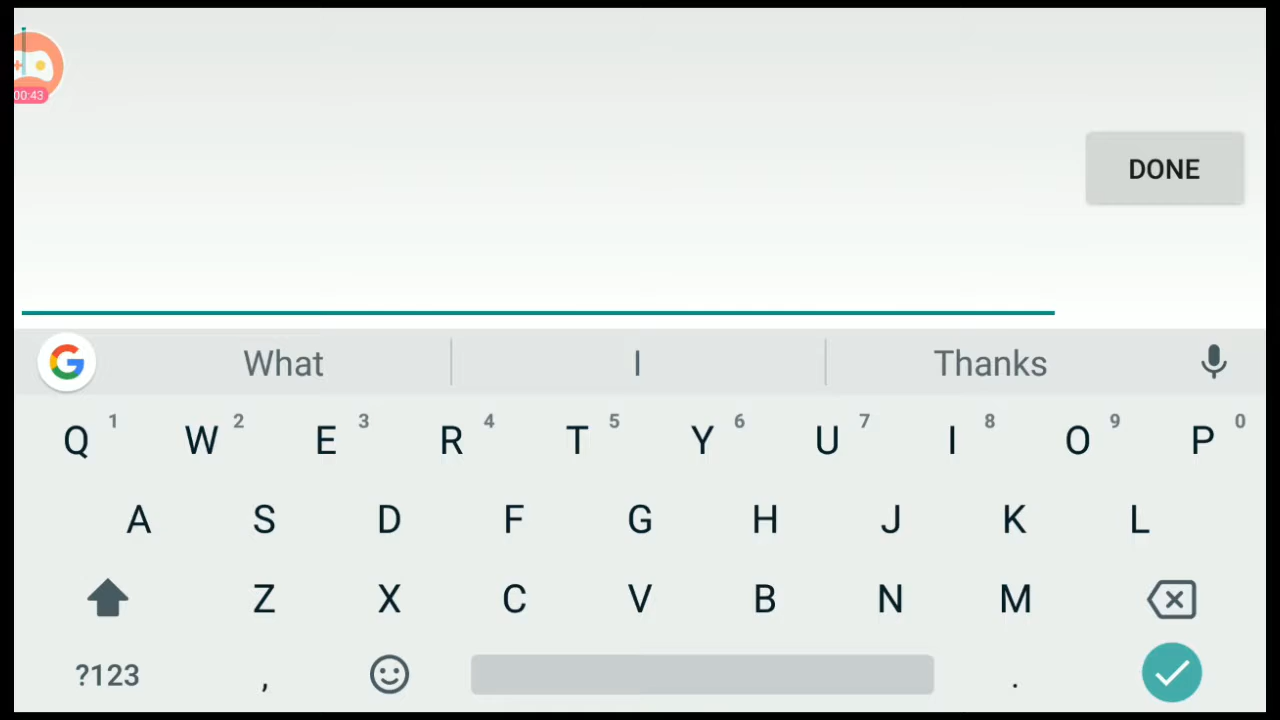 00:43
DONE
What I Thanks
Q 1 W 2 E 3 R 4 T 5 Y 6 U 7 I 8 O 9 P 0
A S D F G H J K L
Z X C V B N M
?123 , .